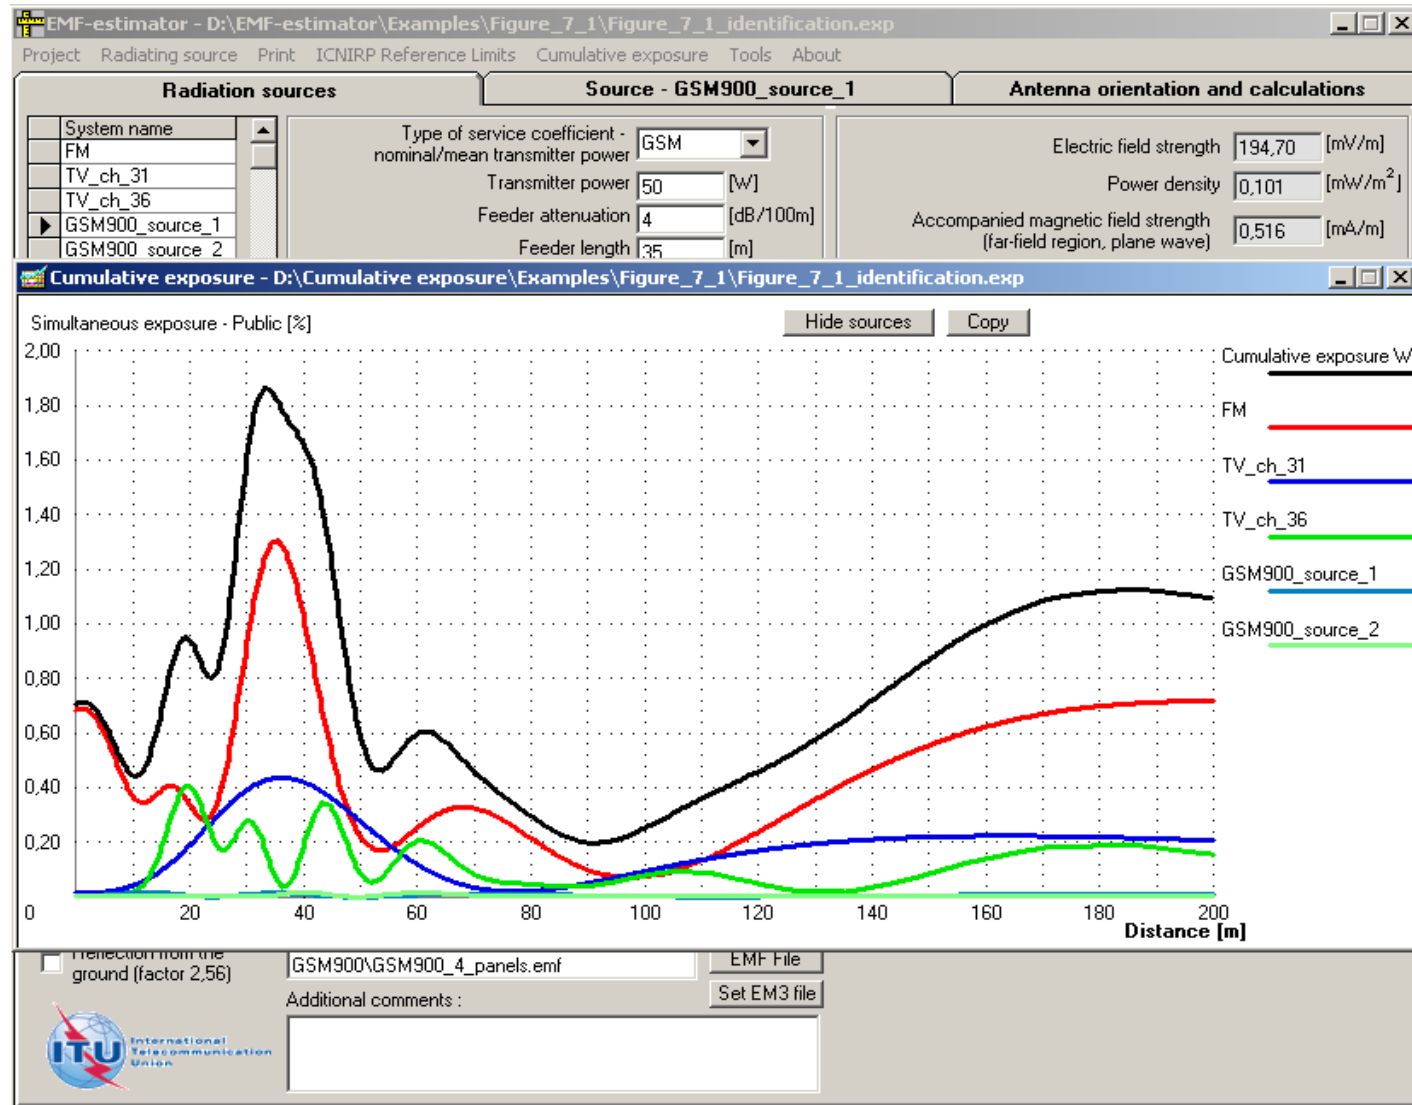 EMF-estimator - D:\EMF-estimator\Examples\Figure_7_1\Figure_7_1_identification.exp
Project Radiating source Print ICNIRP Reference Limits Cumulative exposure Tools About
Radiation sources
Source - GSM900_source_1
Antenna orientation and calculations
System name
FM
TV_ch_31
TV_ch_36
GSM900_source_1
GSM900_source_2
Type of service coefficient -
nominal/mean transmitter power GSM
Transmitter power 50 [W]
Feeder attenuation 4 [dB/100m]
Feeder length 35 [m]
Electric field strength 194,70 [mV/m]
Power density 0,101 [mW/m²]
Accompanied magnetic field strength
(far-field region, plane wave) 0,516 [mA/m]
Cumulative exposure - D:\Cumulative exposure\Examples\Figure_7_1\Figure_7_1_identification.exp
Simultaneous exposure - Public [%]
Hide sources Copy
2,00
1,80
1,60
1,40
1,20
1,00
0,80
0,60
0,40
0,20
0 20 40 60 80 100 120 140 160 180 200
Distance [m]
Cumulative exposure W
FM
TV_ch_31
TV_ch_36
GSM900_source_1
GSM900_source_2
reflection from the
ground (factor 2,56)
GSM900\GSM900_4_panels.emf
EMF File
Additional comments :
Set EM3 file
ITU International
Telecommunication
Union